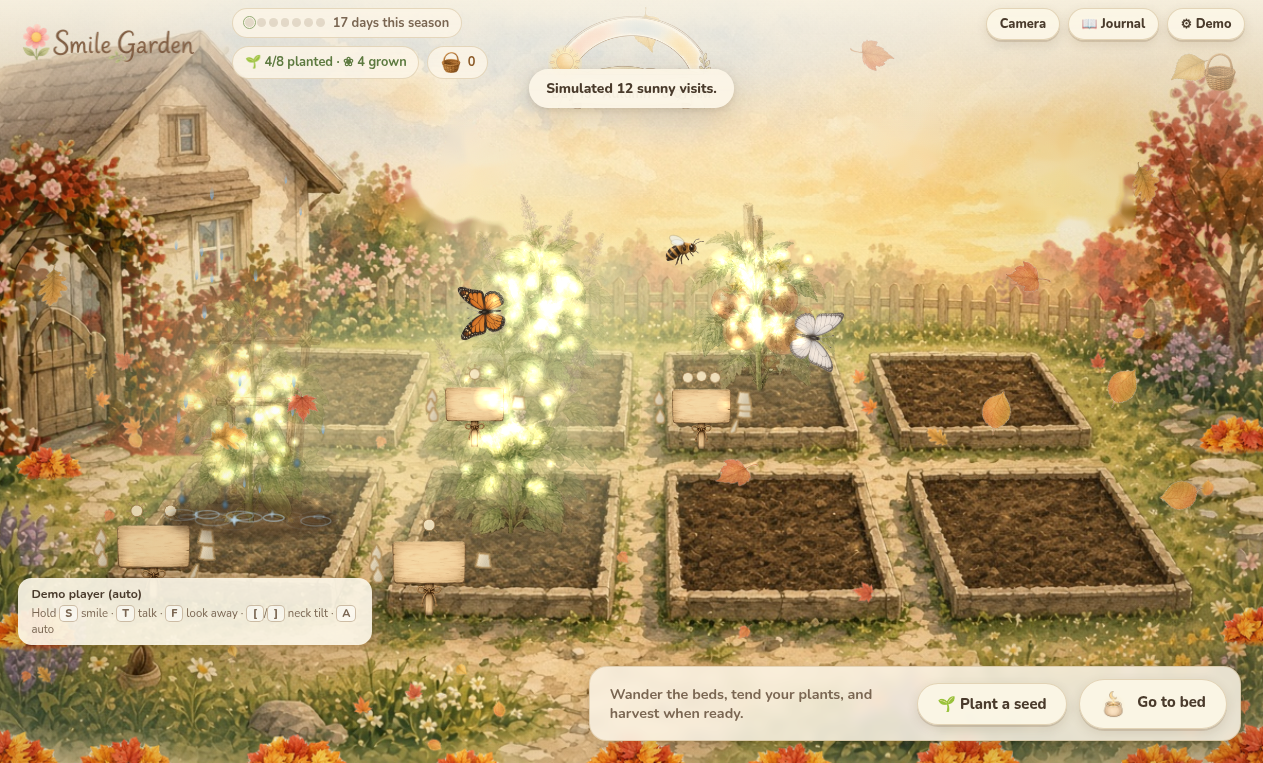 Smile Garden
17 days this season
4/8 planted · ❀ 4 grown
0
Camera
Journal
⚙ Demo
Simulated 12 sunny visits.
Demo player (auto)
Hold S smile · T talk · F look away · [ / ] neck tilt · A
auto
Wander the beds, tend your plants, and
harvest when ready.
Plant a seed
Go to bed